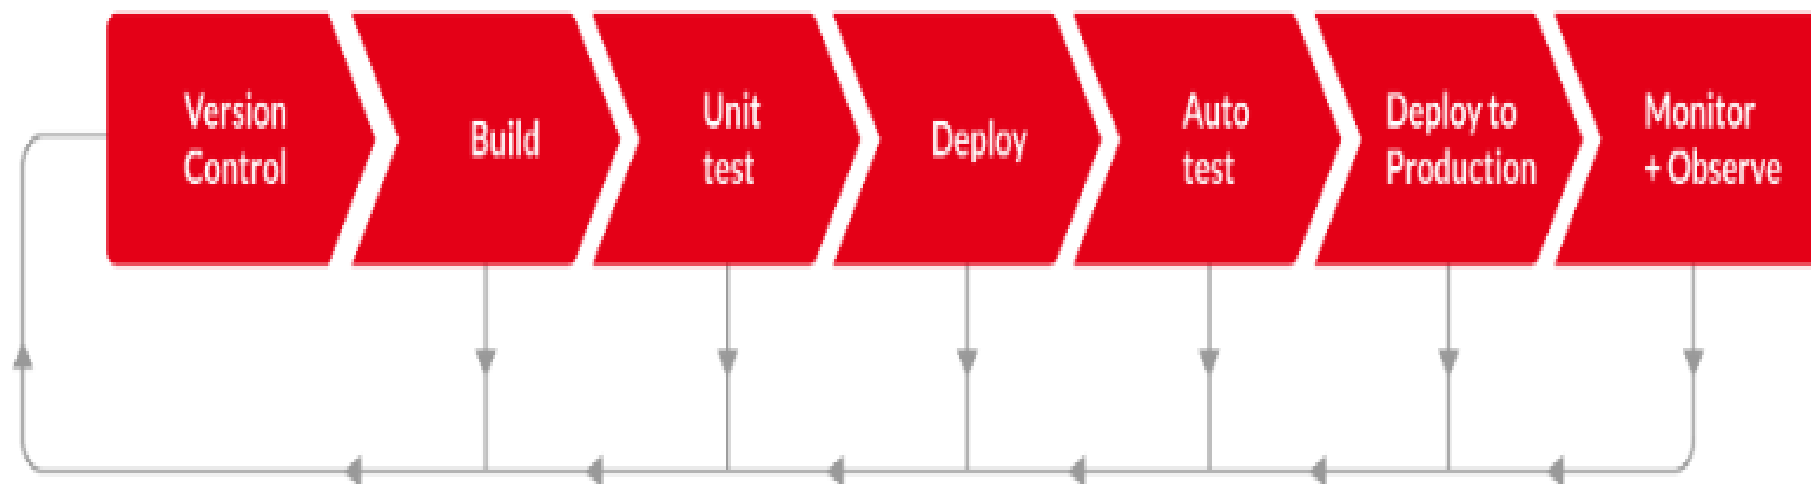 Version
Control
Build
Unit
test
Deploy
Auto
test
Deploy to
Production
Monitor
+ Observe